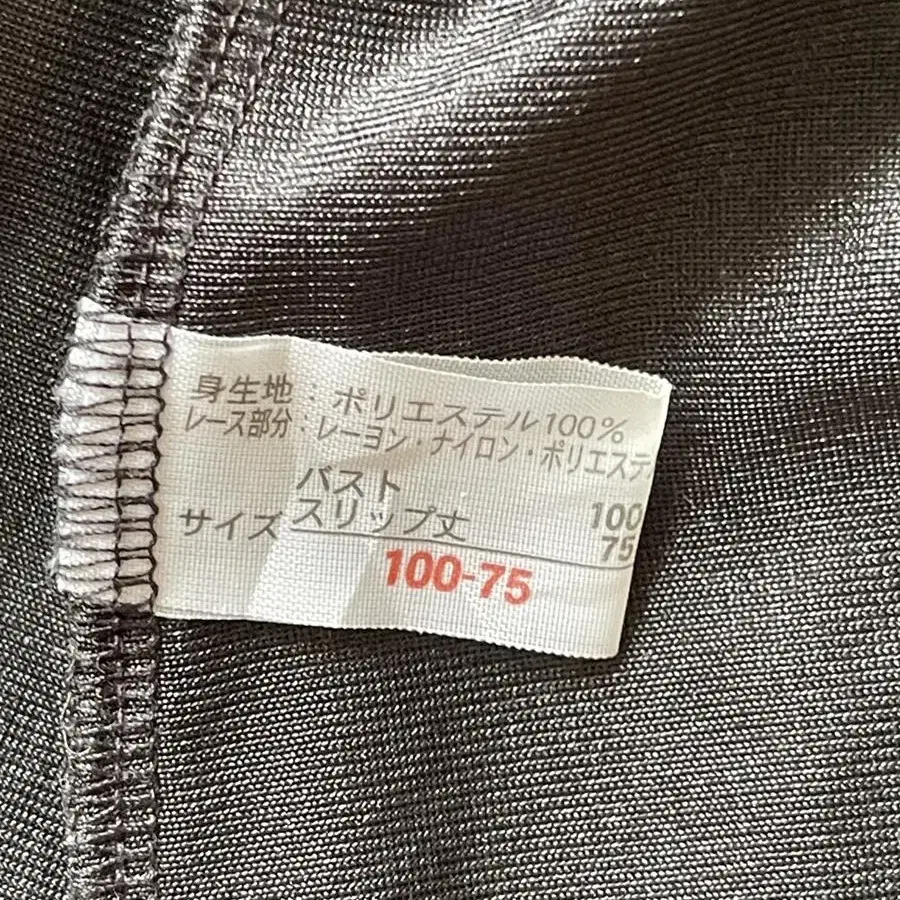 身生地：ポリエステル100%
レース部分：レーヨン・ナイロン・ポリエステ
バスト 100
サイズ スリップ丈 75
100-75